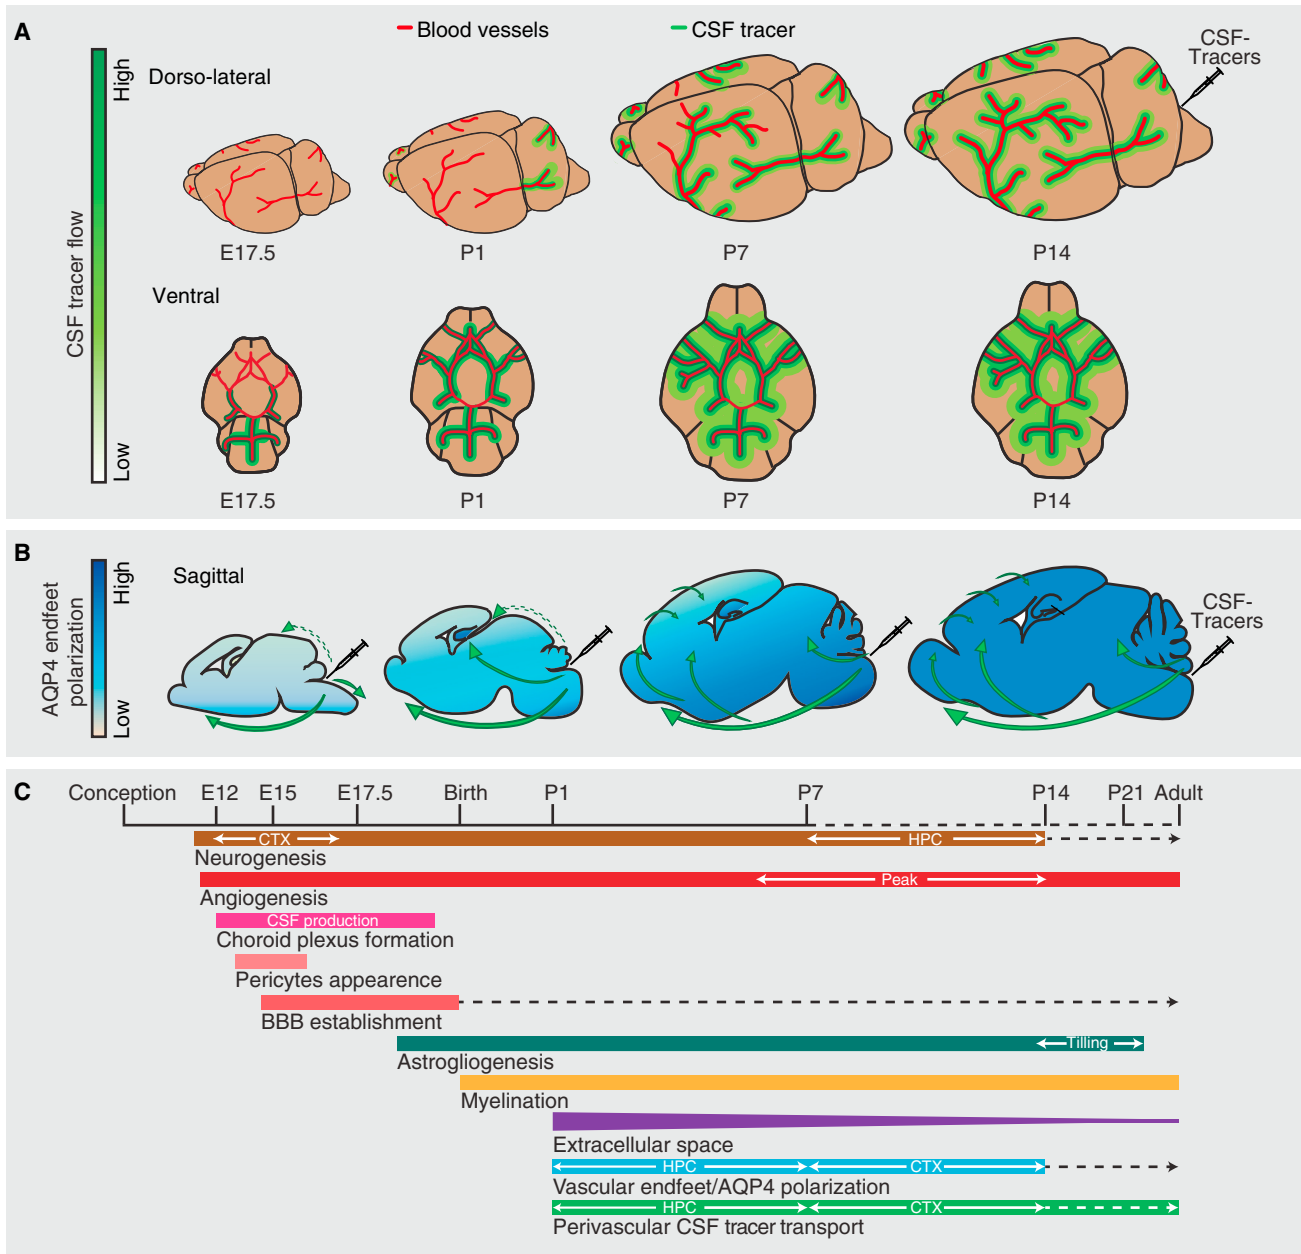 A
Blood vessels
CSF tracer
CSF-
Tracers
High
CSF tracer flow
Low
Dorso-lateral
E17.5
P1
P7
P14
Ventral
E17.5
P1
P7
P14
B
High
AQP4 endfeet
polarization
Low
Sagittal
CSF-
Tracers
C
Conception
E12
E15
E17.5
Birth
P1
P7
P14
P21
Adult
CTX
HPC
Neurogenesis
Peak
Angiogenesis
CSF production
Choroid plexus formation
Pericytes appearence
BBB establishment
Tilling
Astrogliogenesis
Myelination
Extracellular space
HPC
CTX
Vascular endfeet/AQP4 polarization
HPC
CTX
Perivascular CSF tracer transport